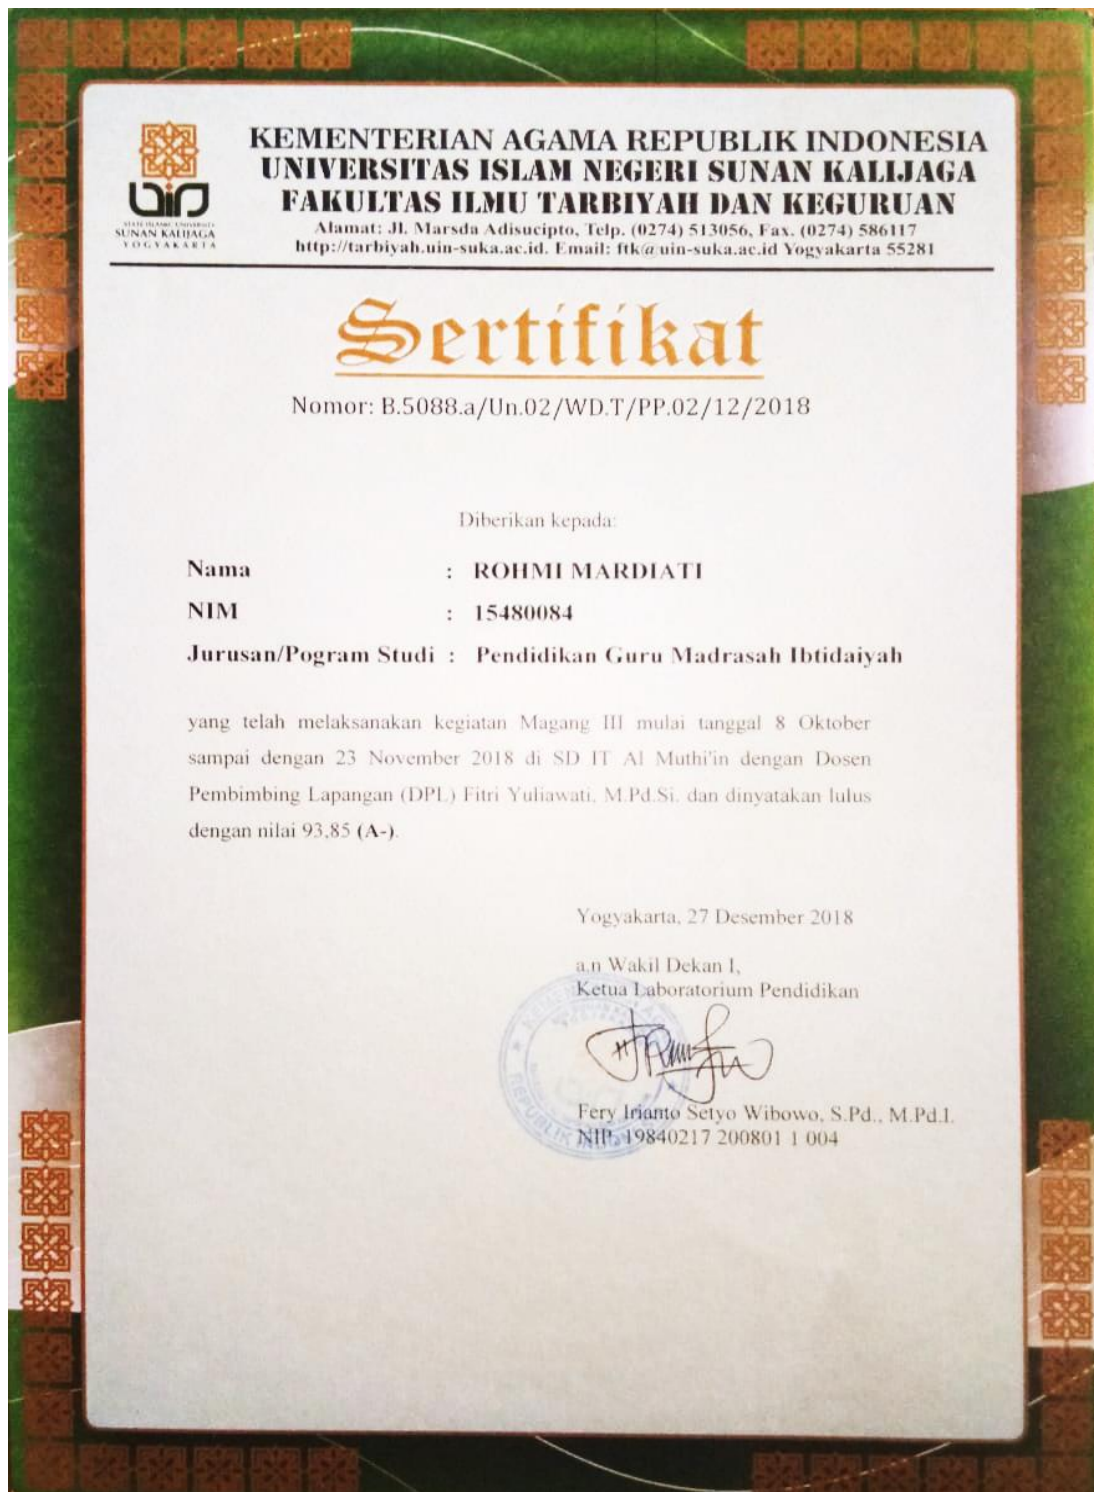 KEMENTERIAN AGAMA REPUBLIK INDONESIA
UNIVERSITAS ISLAM NEGERI SUNAN KALIJAGA
FAKULTAS ILMU TARBIYAH DAN KEGURUAN
Alamat: Jl. Marsda Adisucipto, Telp. (0274) 513056, Fax. (0274) 586117
http://tarbiyah.uin-suka.ac.id. Email: ftk@uin-suka.ac.id Yogyakarta 55281
uin
STATE ISLAMIC UNIVERSITY
SUNAN KALIJAGA
YOGYAKARTA
Sertifikat
Nomor: B.5088.a/Un.02/WD.T/PP.02/12/2018
Diberikan kepada:
Nama : ROHMI MARDIATI
NIM : 15480084
Jurusan/Pogram Studi : Pendidikan Guru Madrasah Ibtidaiyah
yang telah melaksanakan kegiatan Magang III mulai tanggal 8 Oktober
sampai dengan 23 November 2018 di SD IT Al Muthi'in dengan Dosen
Pembimbing Lapangan (DPL) Fitri Yuliawati, M.Pd.Si. dan dinyatakan lulus
dengan nilai 93,85 (A-).
Yogyakarta, 27 Desember 2018
a.n Wakil Dekan I,
Ketua Laboratorium Pendidikan
REPUBLIK
Fery Irianto Setyo Wibowo, S.Pd., M.Pd.I.
NIP. 19840217 200801 1 004